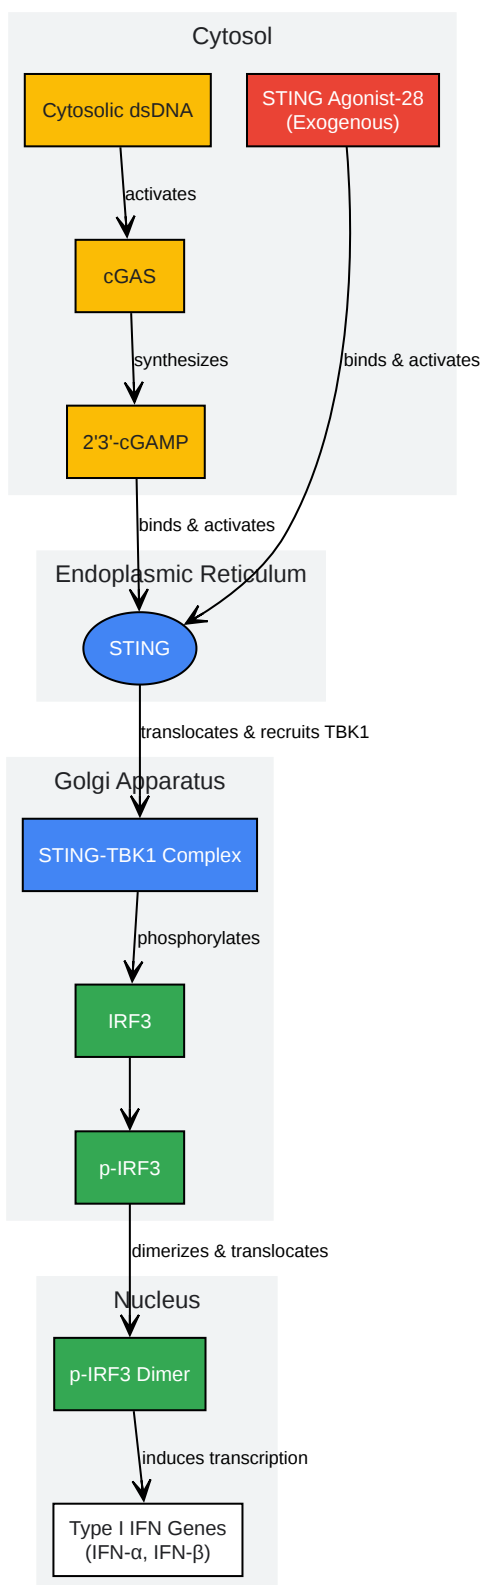 Cytosol
Cytosolic dsDNA
STING Agonist-28
(Exogenous)
activates
cGAS
synthesizes
binds & activates
2'3'-cGAMP
binds & activates
Endoplasmic Reticulum
STING
translocates & recruits TBK1
Golgi Apparatus
STING-TBK1 Complex
phosphorylates
IRF3
p-IRF3
dimerizes & translocates
Nucleus
p-IRF3 Dimer
induces transcription
Type I IFN Genes
(IFN-α, IFN-β)